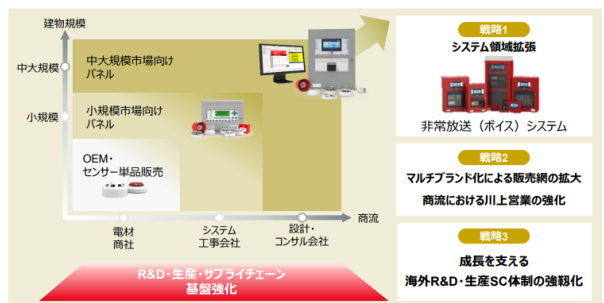 建物規模
中大規模
小規模
中大規模市場向け
パネル
小規模市場向け
パネル
OEM・
センサー単品販売
電材
商社
システム
工事会社
設計・
コンサル会社
商流
R&D・生産・サプライチェーン
基盤強化
戦略1
システム領域拡張
非常放送（ボイス）システム
戦略2
マルチブランド化による販売網の拡大
商流における川上営業の強化
戦略3
成長を支える
海外R&D・生産SC体制の強靱化